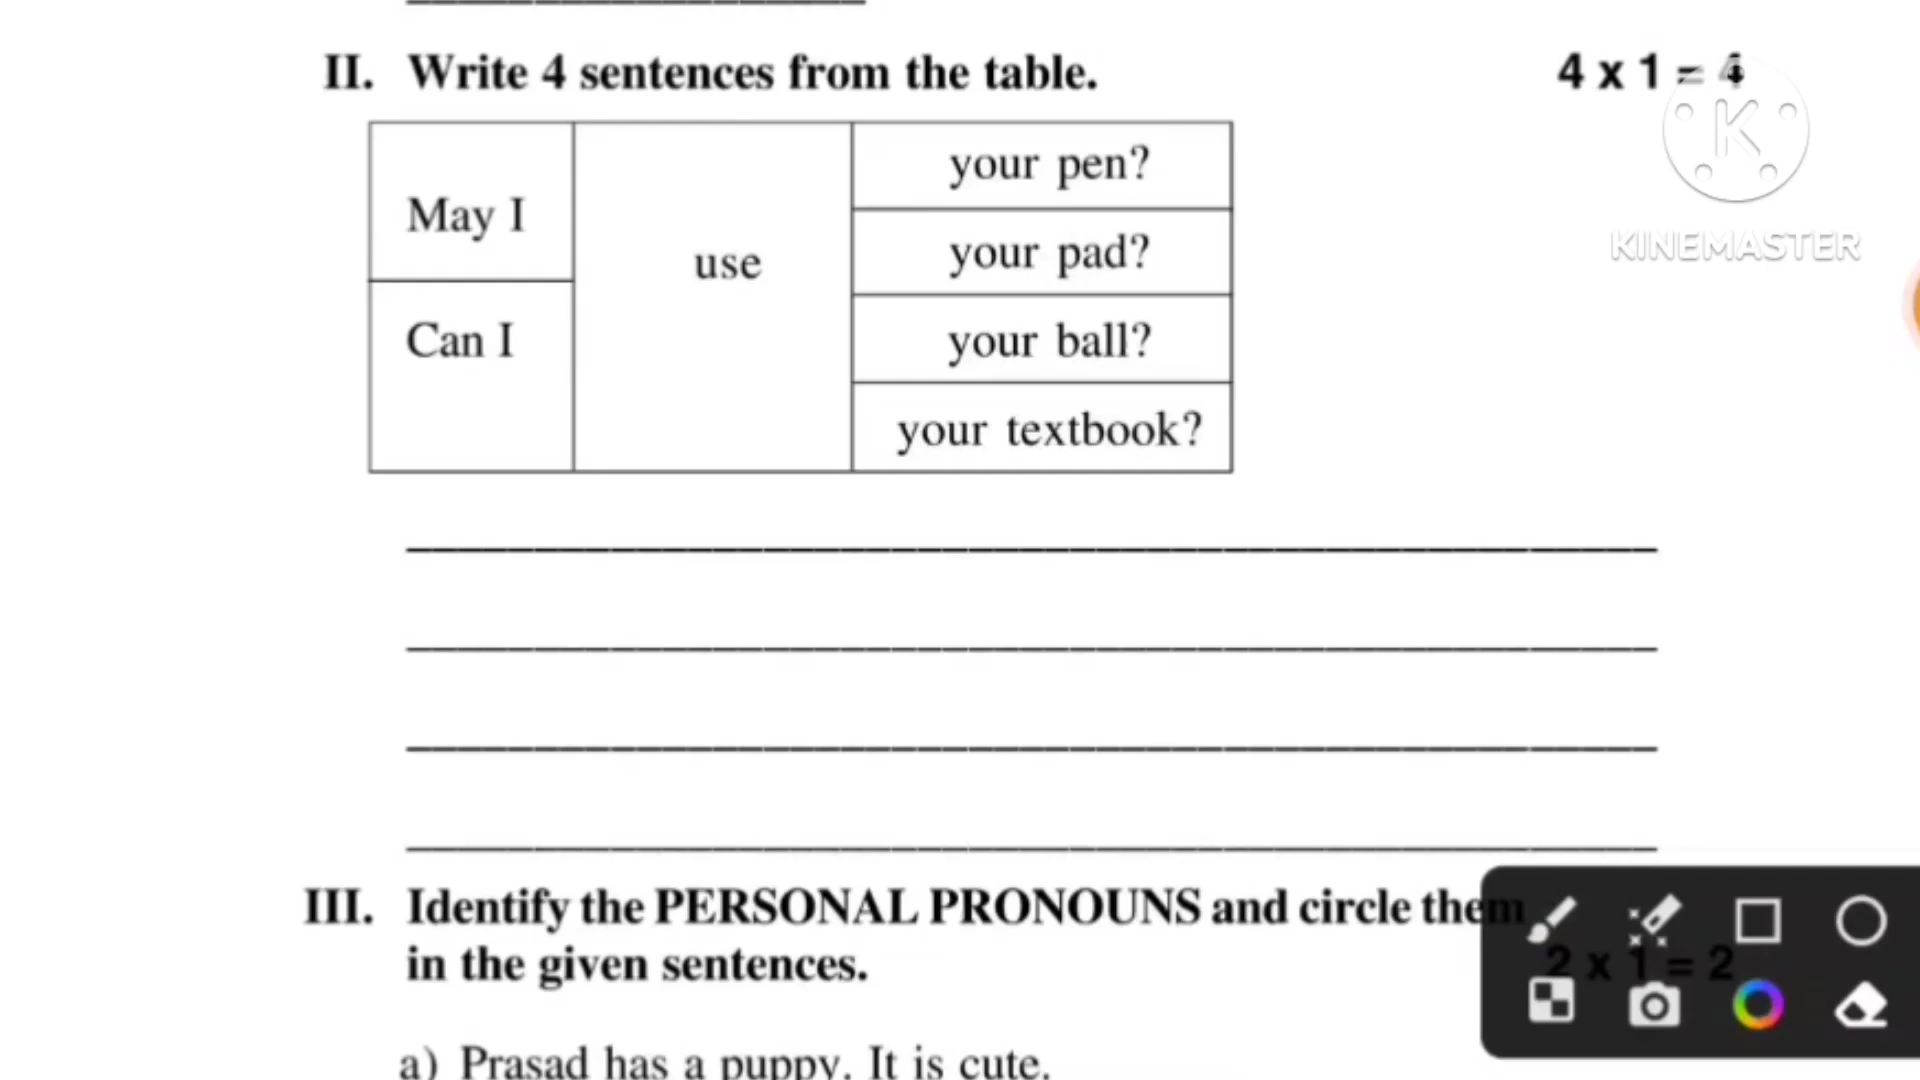 II. Write 4 sentences from the table. 4 x 1 = 4
May I
Can I
use
your pen?
your pad?
your ball?
your textbook?
K
KINEMASTER
III. Identify the PERSONAL PRONOUNS and circle them
in the given sentences. 2 x 1 = 2
a) Prasad has a puppy. It is cute.